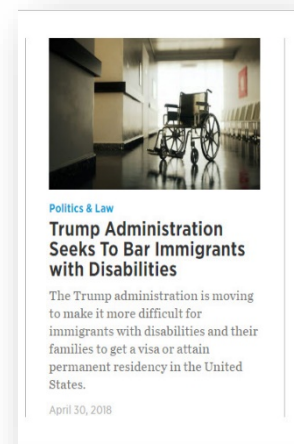 Politics & Law
Trump Administration
Seeks To Bar Immigrants
with Disabilities
The Trump administration is moving
to make it more difficult for
immigrants with disabilities and their
families to get a visa or attain
permanent residency in the United
States.
April 30, 2018